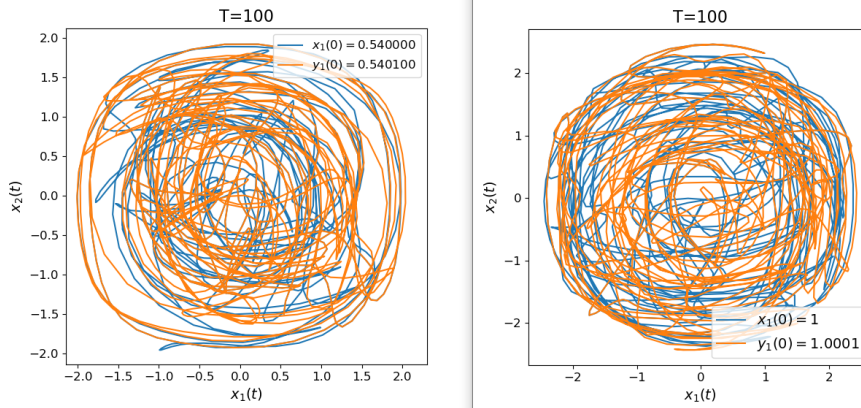 T=100
x₁(0) = 0.540000
y₁(0) = 0.540100
2.0
1.5
1.0
0.5
0.0
−0.5
−1.0
−1.5
−2.0
x₂(t)
−2.0 −1.5 −1.0 −0.5 0.0 0.5 1.0 1.5 2.0
x₁(t)
T=100
2
1
0
−1
−2
x₂(t)
x₁(0) = 1
y₁(0) = 1.0001
−2 −1 0 1 2
x₁(t)